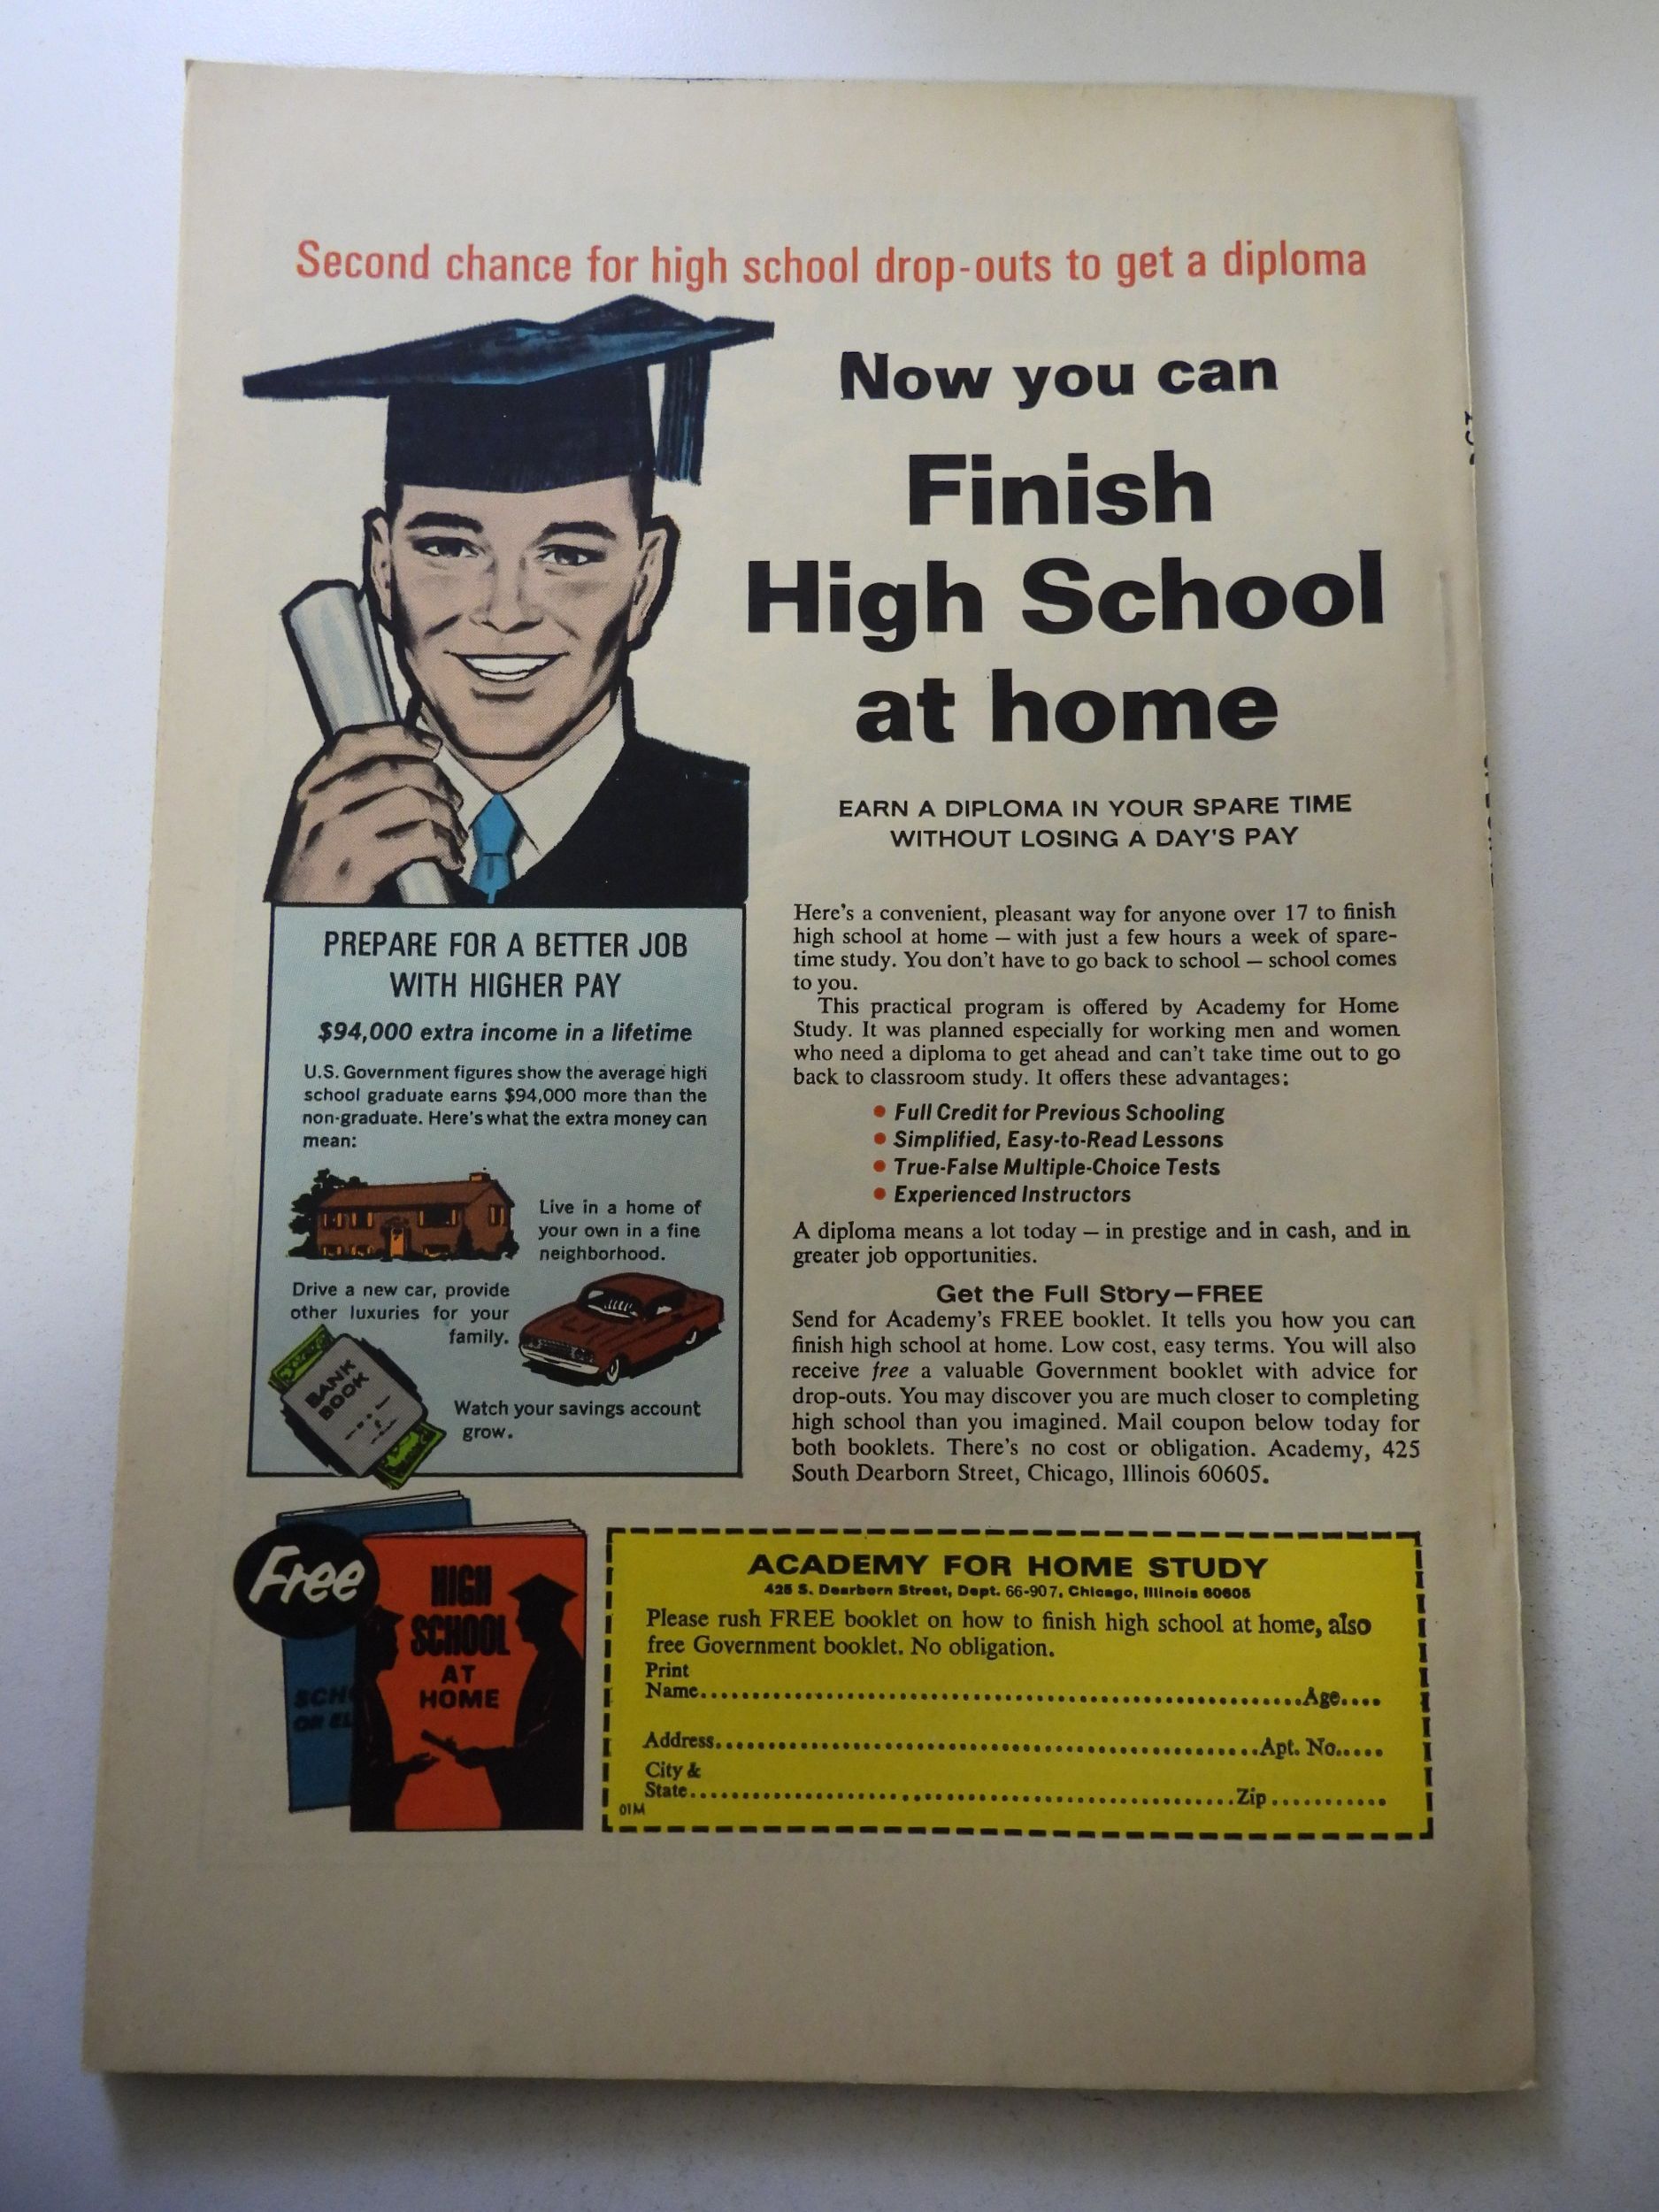 Second chance for high school drop-outs to get a diploma
Now you can
Finish
High School
at home
EARN A DIPLOMA IN YOUR SPARE TIME
WITHOUT LOSING A DAY'S PAY
PREPARE FOR A BETTER JOB
WITH HIGHER PAY
$94,000 extra income in a lifetime
U.S. Government figures show the average high
school graduate earns $94,000 more than the
non-graduate. Here's what the extra money can
mean:
Live in a home of
your own in a fine
neighborhood.
Drive a new car, provide
other luxuries for your
family.
BANK
BOOK
Watch your savings account
grow.
Here's a convenient, pleasant way for anyone over 17 to finish
high school at home — with just a few hours a week of spare-
time study. You don't have to go back to school — school comes
to you.
This practical program is offered by Academy for Home
Study. It was planned especially for working men and women
who need a diploma to get ahead and can't take time out to go
back to classroom study. It offers these advantages:
• Full Credit for Previous Schooling
• Simplified, Easy-to-Read Lessons
• True-False Multiple-Choice Tests
• Experienced Instructors
A diploma means a lot today — in prestige and in cash, and in
greater job opportunities.
Get the Full Story—FREE
Send for Academy's FREE booklet. It tells you how you can
finish high school at home. Low cost, easy terms. You will also
receive free a valuable Government booklet with advice for
drop-outs. You may discover you are much closer to completing
high school than you imagined. Mail coupon below today for
both booklets. There's no cost or obligation. Academy, 425
South Dearborn Street, Chicago, Illinois 60605.
Free
HIGH
SCHOOL
AT
HOME
SCH
OR EL
ACADEMY FOR HOME STUDY
425 S. Dearborn Street, Dept. 66-907, Chicago, Illinois 60605
Please rush FREE booklet on how to finish high school at home, also
free Government booklet. No obligation.
Print
Name..........Age....
Address..........Apt. No.....
City &
State..........Zip..........
01M